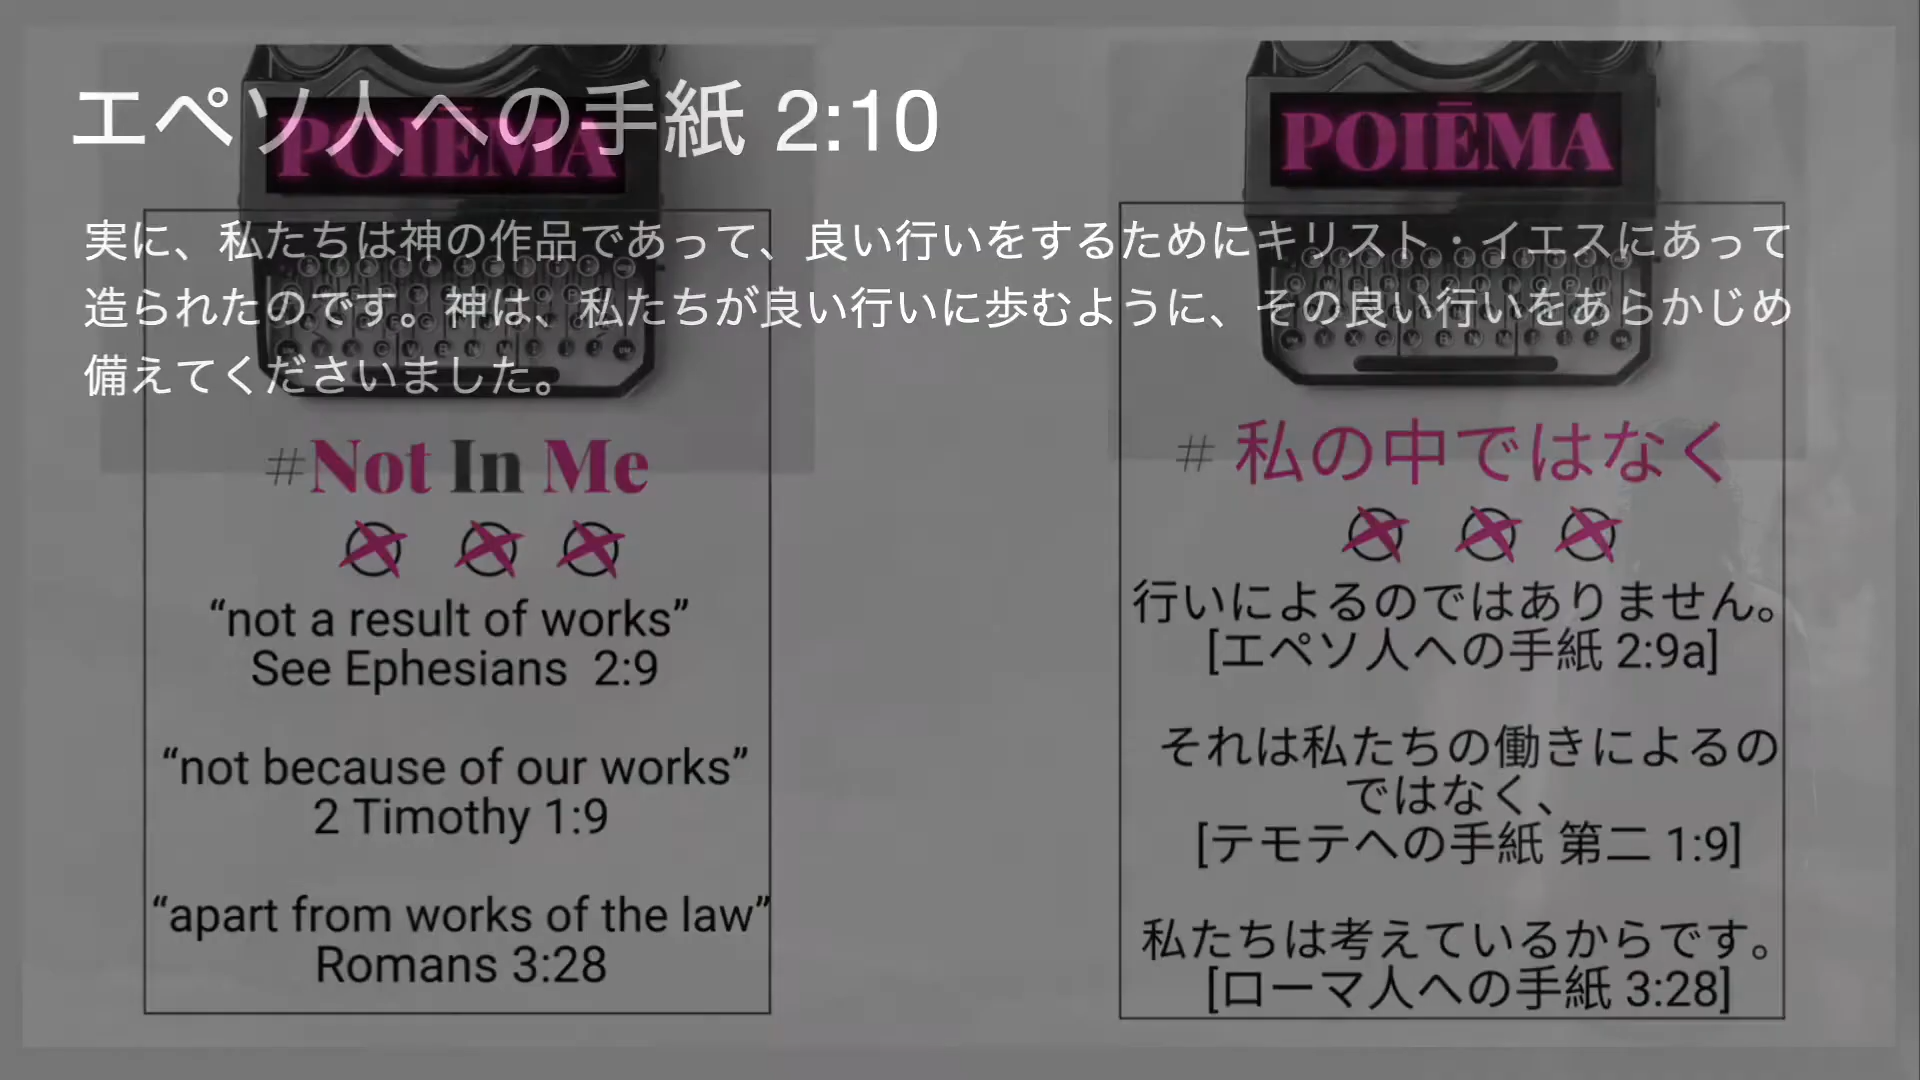 エペソ人への手紙 2:10
実に、私たちは神の作品であって、良い行いをするためにキリスト・イエスにあって
造られたのです。神は、私たちが良い行いに歩むように、その良い行いをあらかじめ
備えてくださいました。
POIĒMA
#Not In Me
“not a result of works”
See Ephesians 2:9
“not because of our works”
2 Timothy 1:9
“apart from works of the law”
Romans 3:28
POIĒMA
# 私の中ではなく
行いによるのではありません。
[エペソ人への手紙 2:9a]
それは私たちの働きによるの
ではなく、
[テモテへの手紙 第二 1:9]
私たちは考えているからです。
[ローマ人への手紙 3:28]